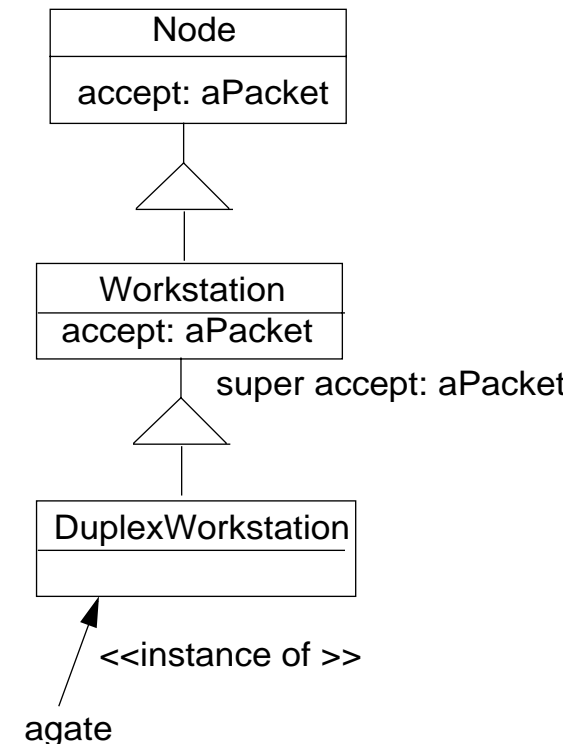 Node
accept: aPacket
Workstation
accept: aPacket
super accept: aPacket
DuplexWorkstation
<<instance of >>
agate